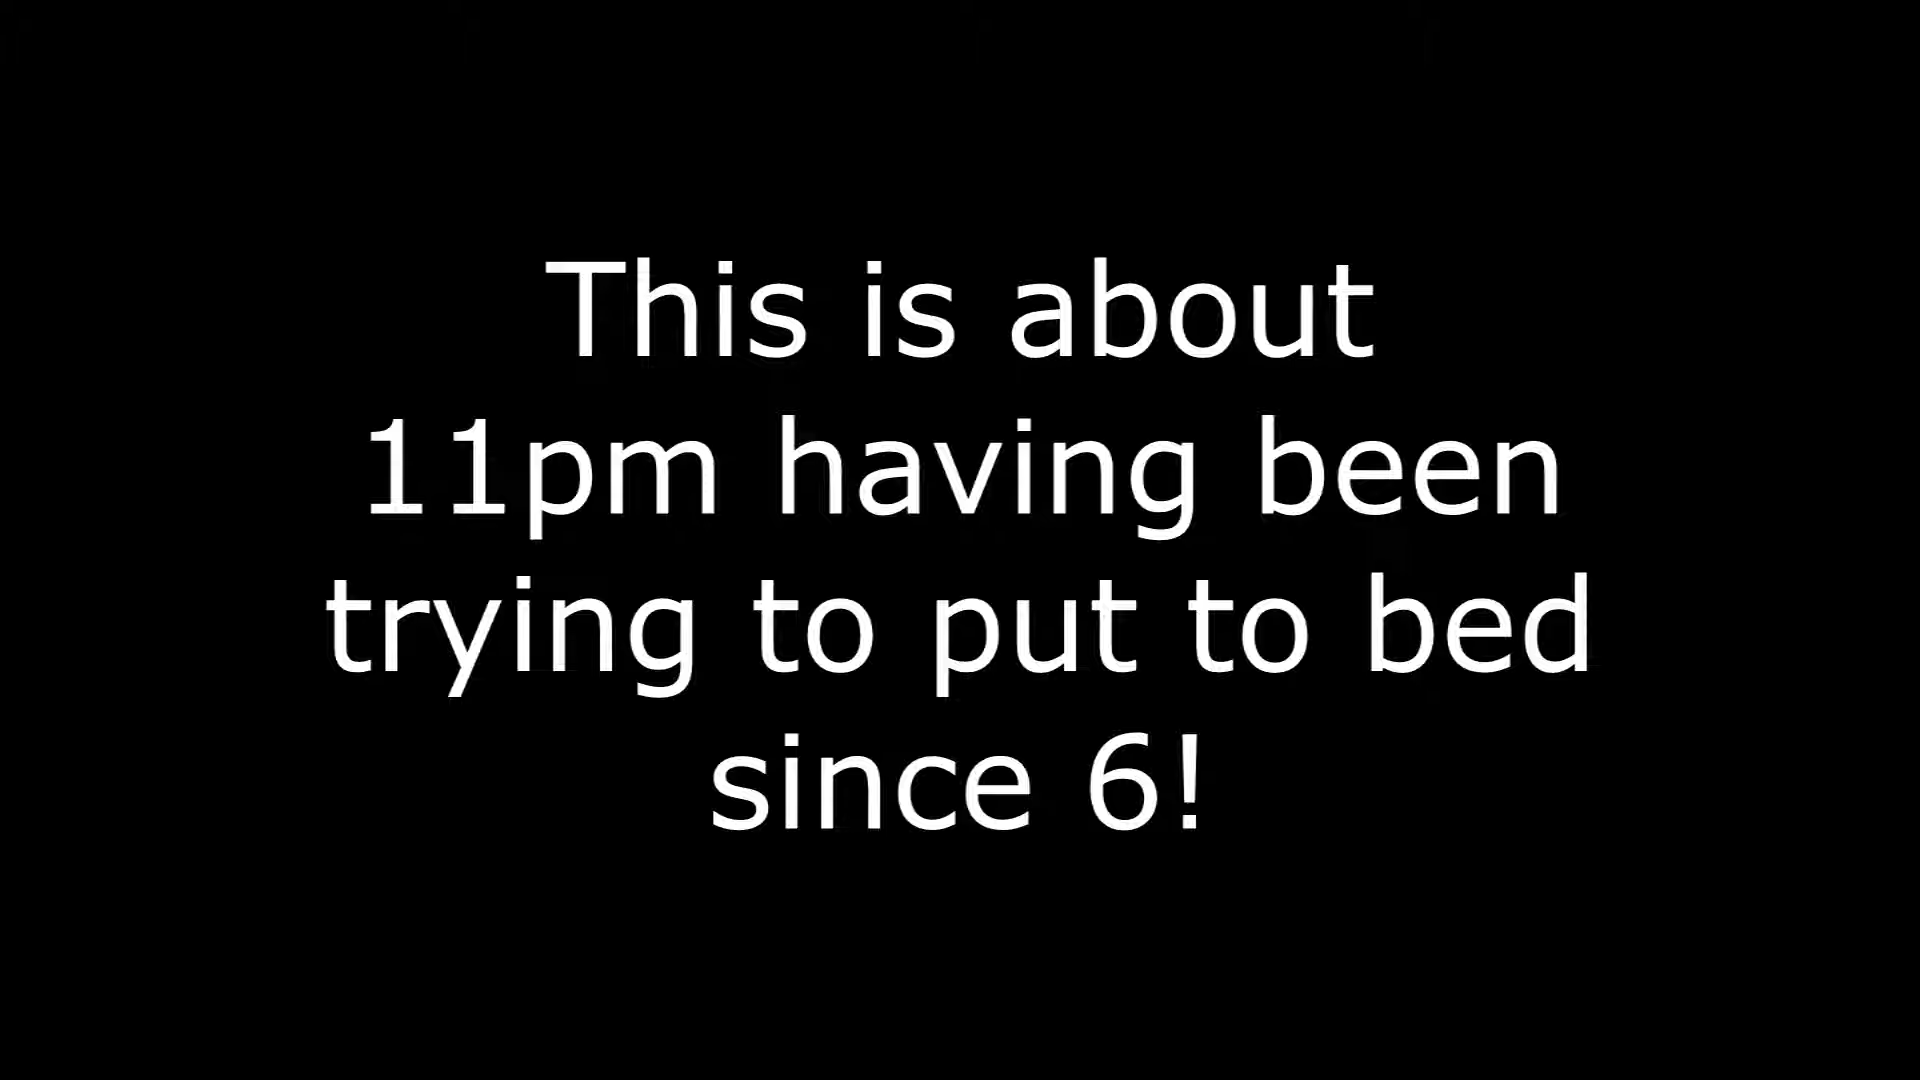 This is about
11pm having been
trying to put to bed
since 6!